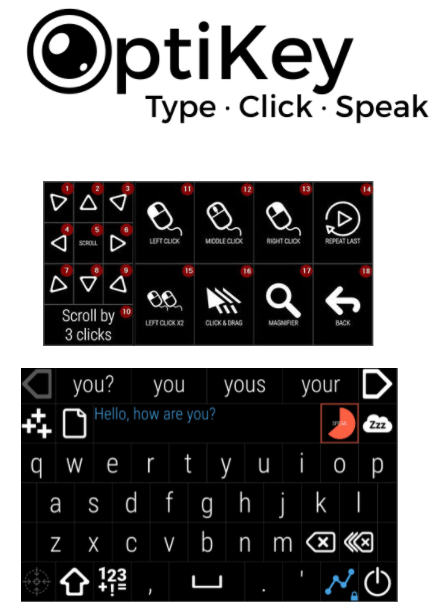 OptiKey
Type · Click · Speak
1 2 3 11 12 13 14
4 SCROLL 5 6 LEFT CLICK MIDDLE CLICK RIGHT CLICK REPEAT LAST
7 8 9 15 16 17 18
Scroll by 10
3 clicks LEFT CLICK X2 CLICK & DRAG MAGNIFIER BACK
you? you yous your
Hello, how are you? SPEAK Zzz
q w e r t y u i o p
a s d f g h j k l
z x c v b n m
123
+!= , . '